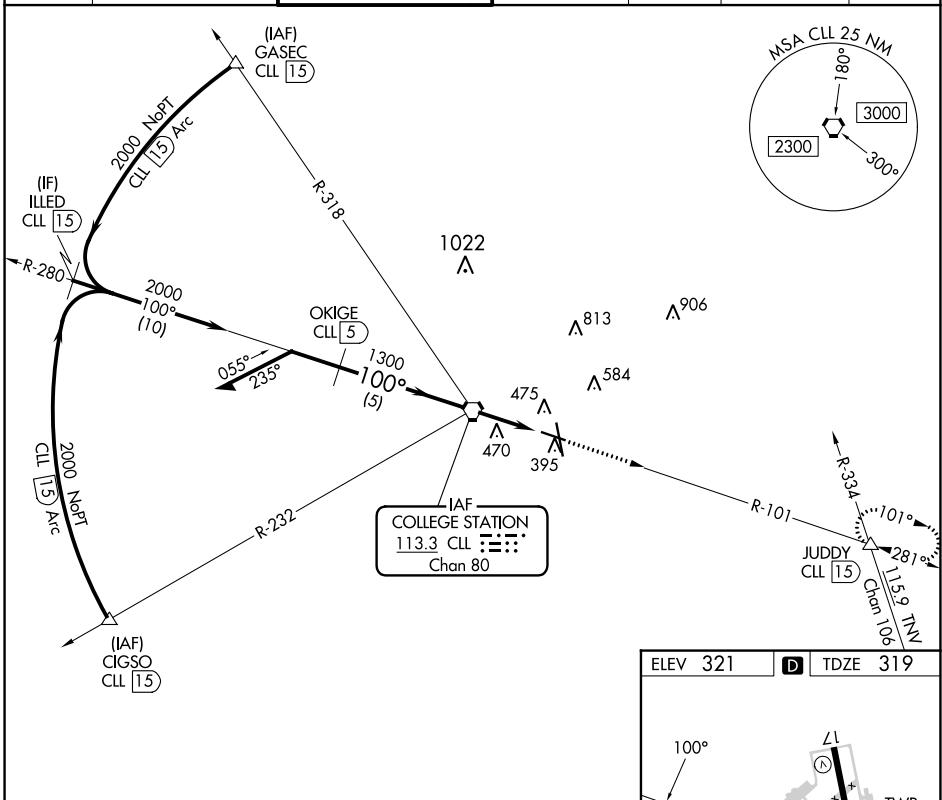 (IAF)
GASEC
CLL 15
MSA CLL 25 NM
180°
3000
2300
300°
2000 NoPT
CLL 15 Arc
(IF)
ILLED
CLL 15
R-318
R-280
2000
100°
(10)
1022
OKIGE
CLL 5
813
906
055°
235°
1300
100°
(5)
584
475
470
395
2000 NoPT
CLL 15 Arc
R-232
R-101
R-334
101°
281°
JUDDY
CLL 15
115.9 TNV
Chan 106
IAF
COLLEGE STATION
113.3 CLL
Chan 80
(IAF)
CIGSO
CLL 15
ELEV 321 D TDZE 319
100°
17
V